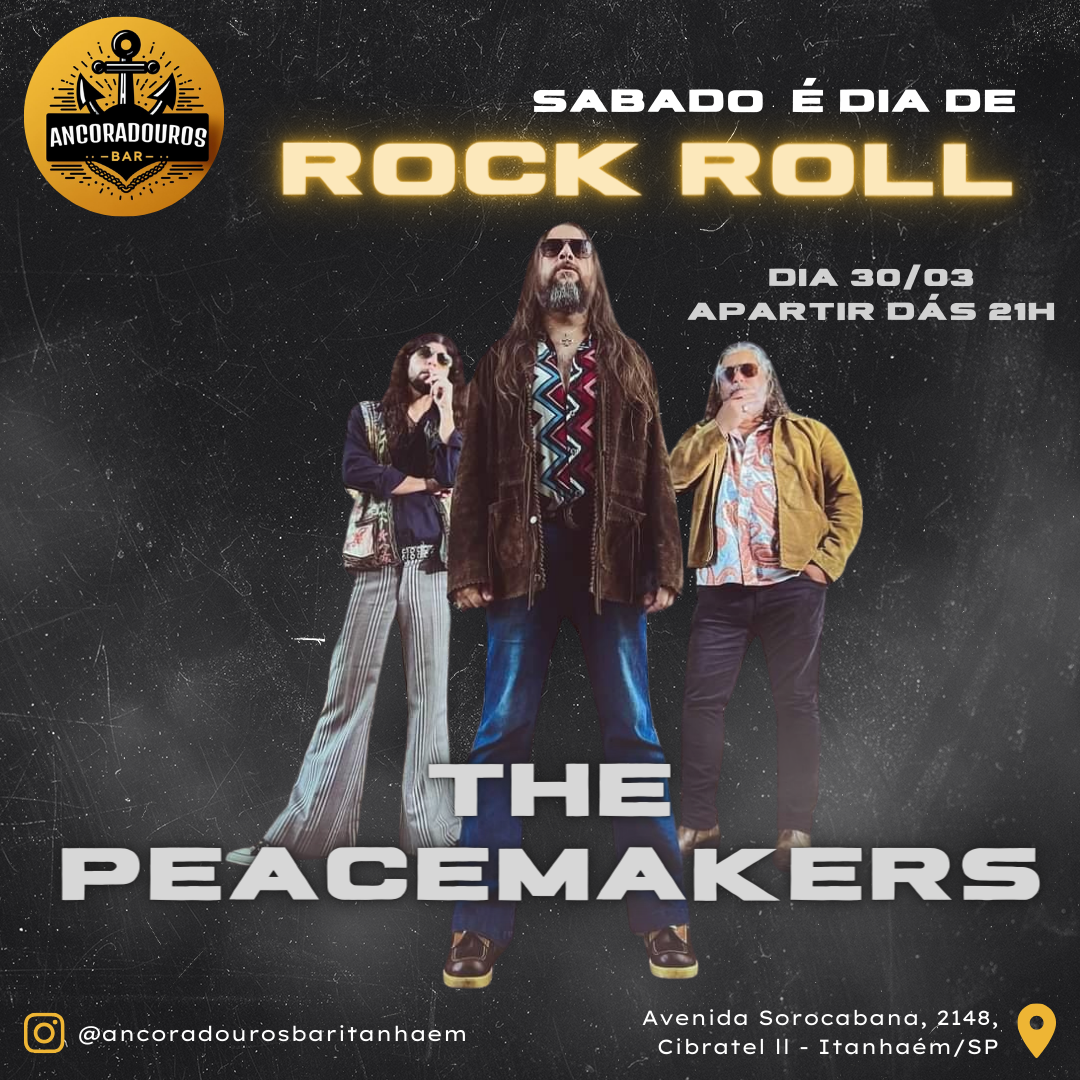 ANCORADOUROS
-BAR-
SABADO É DIA DE
ROCK ROLL
DIA 30/03
APARTIR DÁS 21H
THE
PEACEMAKERS
@ancoradourosbaritanhaem
Avenida Sorocabana, 2148,
Cibratel ll - Itanhaém/SP